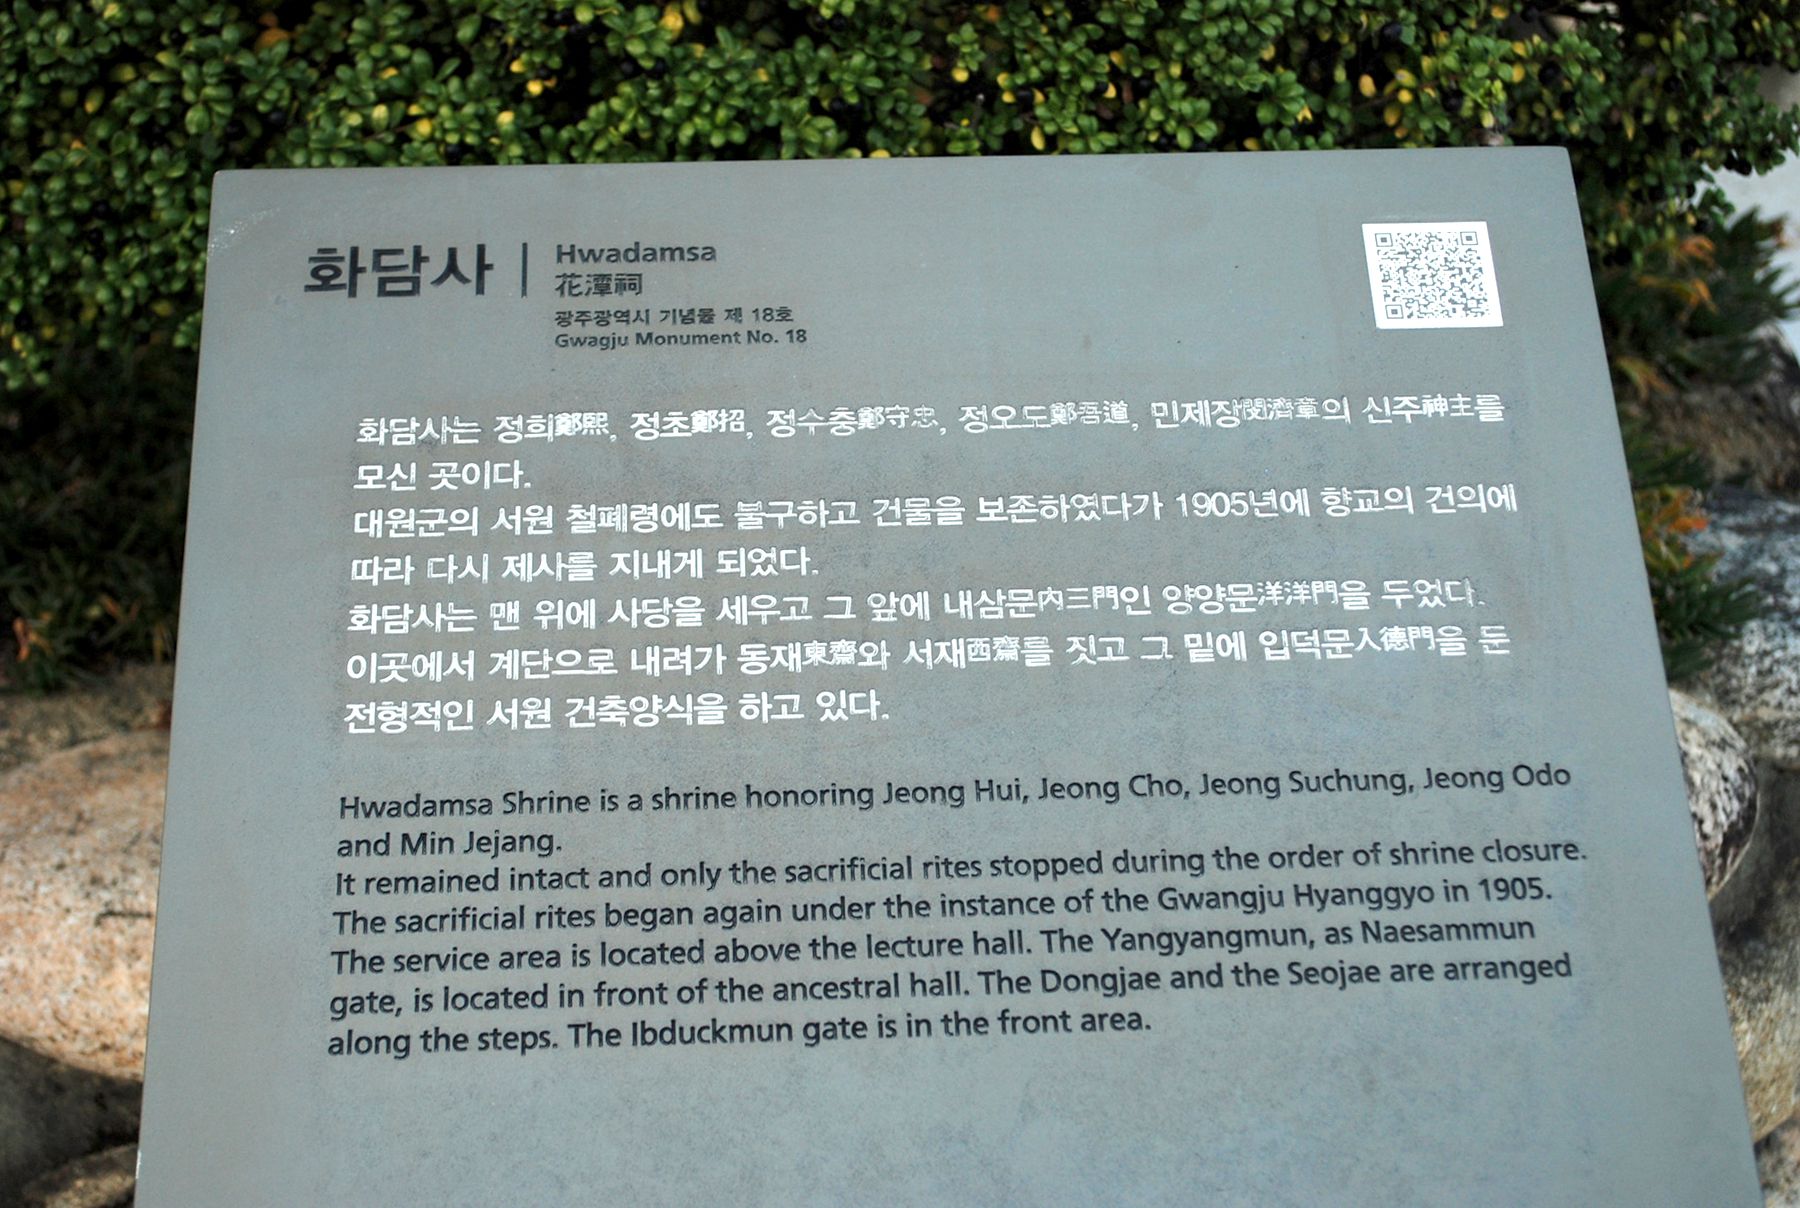 화담사
Hwadamsa
花潭祠
광주광역시 기념물 제 18호
Gwagju Monument No. 18
화담사는 정희鄭熙, 정초鄭招, 정수충鄭守忠, 정오도鄭吾道, 민제장閔濟章의 신주神主를
모신 곳이다.
대원군의 서원 철폐령에도 불구하고 건물을 보존하였다가 1905년에 향교의 건의에
따라 다시 제사를 지내게 되었다.
화담사는 맨 위에 사당을 세우고 그 앞에 내삼문內三門인 양양문洋洋門을 두었다.
이곳에서 계단으로 내려가 동재東齋와 서재西齋를 짓고 그 밑에 입덕문入德門을 둔
전형적인 서원 건축양식을 하고 있다.
Hwadamsa Shrine is a shrine honoring Jeong Hui, Jeong Cho, Jeong Suchung, Jeong Odo
and Min Jejang.
It remained intact and only the sacrificial rites stopped during the order of shrine closure.
The sacrificial rites began again under the instance of the Gwangju Hyanggyo in 1905.
The service area is located above the lecture hall. The Yangyangmun, as Naesammun
gate, is located in front of the ancestral hall. The Dongjae and the Seojae are arranged
along the steps. The Ibduckmun gate is in the front area.